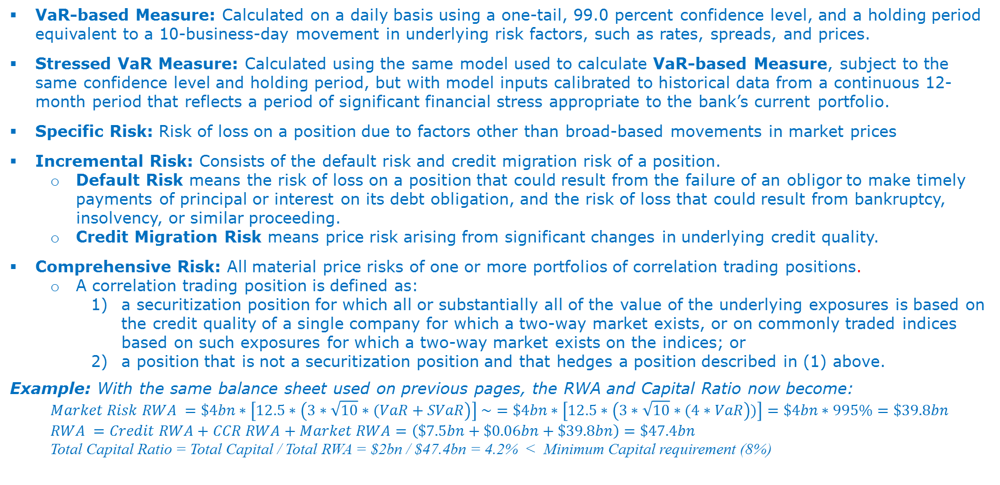 ▪ VaR-based Measure: Calculated on a daily basis using a one-tail, 99.0 percent confidence level, and a holding period
equivalent to a 10-business-day movement in underlying risk factors, such as rates, spreads, and prices.
▪ Stressed VaR Measure: Calculated using the same model used to calculate VaR-based Measure, subject to the
same confidence level and holding period, but with model inputs calibrated to historical data from a continuous 12-
month period that reflects a period of significant financial stress appropriate to the bank’s current portfolio.
▪ Specific Risk: Risk of loss on a position due to factors other than broad-based movements in market prices
▪ Incremental Risk: Consists of the default risk and credit migration risk of a position.
o Default Risk means the risk of loss on a position that could result from the failure of an obligor to make timely
payments of principal or interest on its debt obligation, and the risk of loss that could result from bankruptcy,
insolvency, or similar proceeding.
o Credit Migration Risk means price risk arising from significant changes in underlying credit quality.
▪ Comprehensive Risk: All material price risks of one or more portfolios of correlation trading positions.
o A correlation trading position is defined as:
1) a securitization position for which all or substantially all of the value of the underlying exposures is based on
the credit quality of a single company for which a two-way market exists, or on commonly traded indices
based on such exposures for which a two-way market exists on the indices; or
2) a position that is not a securitization position and that hedges a position described in (1) above.
Example: With the same balance sheet used on previous pages, the RWA and Capital Ratio now become:
Market Risk RWA = $4bn * [12.5 * (3 * √10 * (VaR + SVaR)] ~ = $4bn * [12.5 * (3 * √10 * (4 * VaR))] = $4bn * 995% = $39.8bn
RWA = Credit RWA + CCR RWA + Market RWA = ($7.5bn + $0.06bn + $39.8bn) = $47.4bn
Total Capital Ratio = Total Capital / Total RWA = $2bn / $47.4bn = 4.2% < Minimum Capital requirement (8%)